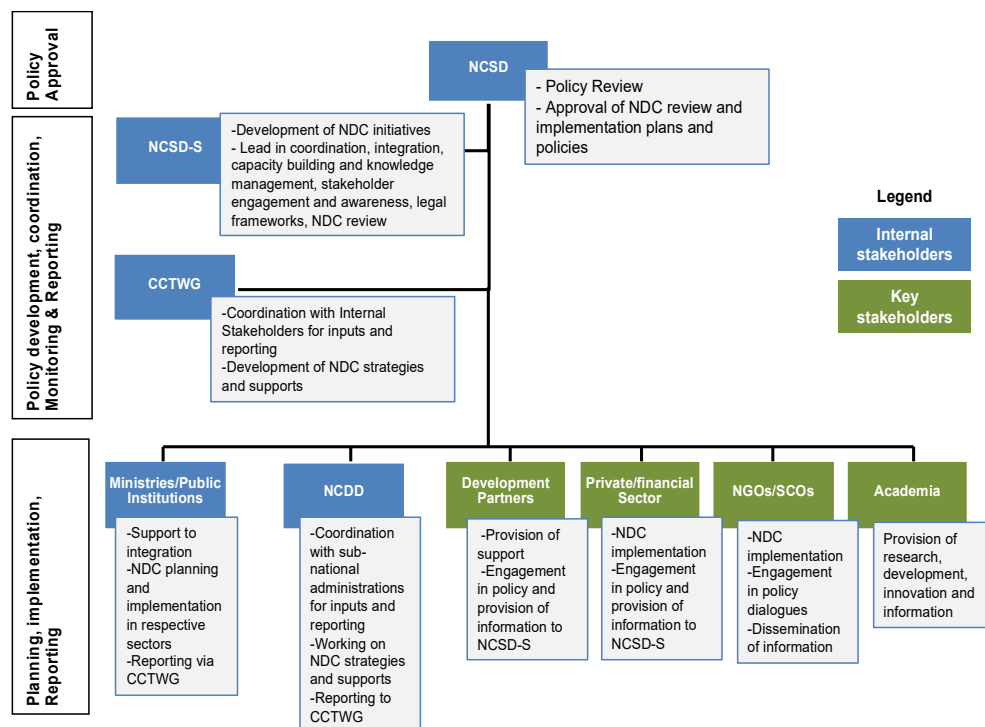 Policy
Approval
NCSD
- Policy Review
- Approval of NDC review and
implementation plans and
policies
Policy development, coordination,
Monitoring & Reporting
NCSD-S
-Development of NDC initiatives
- Lead in coordination, integration,
capacity building and knowledge
management, stakeholder
engagement and awareness, legal
frameworks, NDC review
CCTWG
-Coordination with Internal
Stakeholders for inputs and
reporting
-Development of NDC strategies
and supports
Legend
Internal
stakeholders
Key
stakeholders
Planning, implementation,
Reporting
Ministries/Public
Institutions
-Support to
integration
-NDC planning
and
implementation
in respective
sectors
-Reporting via
CCTWG
NCDD
-Coordination
with sub-
national
administrations
for inputs and
reporting
-Working on
NDC strategies
and supports
-Reporting to
CCTWG
Development
Partners
-Provision of
support
-Engagement
in policy and
provision of
information to
NCSD-S
Private/financial
Sector
-NDC
implementation
-Engagement
in policy and
provision of
information to
NCSD-S
NGOs/SCOs
-NDC
implementation
-Engagement
in policy
dialogues
-Dissemination
of information
Academia
Provision of
research,
development,
innovation and
information